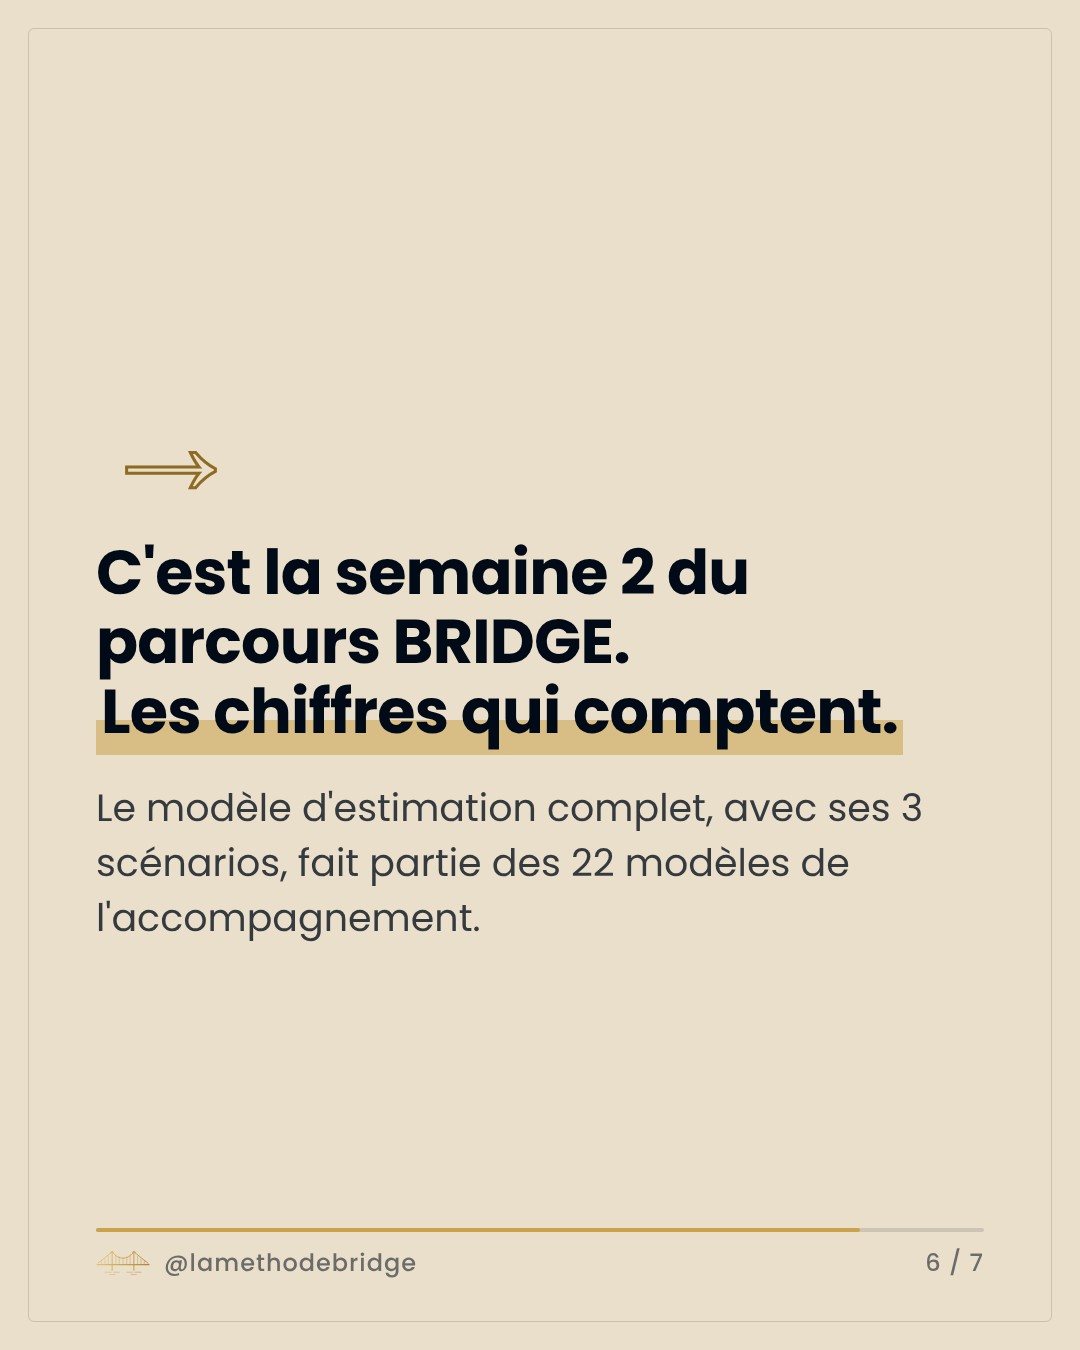 C'est la semaine 2 du
parcours BRIDGE.
Les chiffres qui comptent.
Le modèle d'estimation complet, avec ses 3
scénarios, fait partie des 22 modèles de
l'accompagnement.
@lamethodebridge
6 / 7